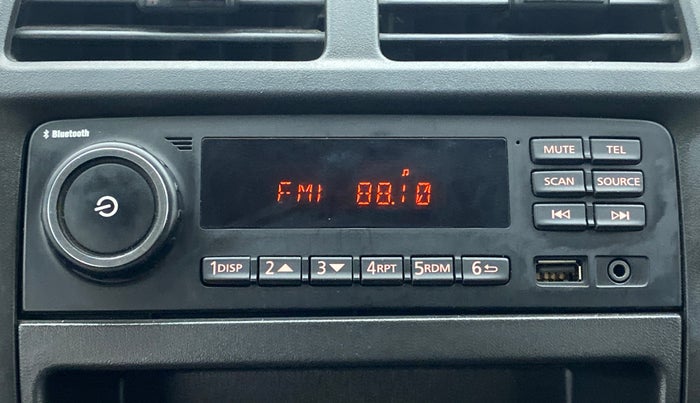 Bluetooth
FM1 88.10
MUTE TEL
SCAN SOURCE
1DISP 2 3 4RPT 5RDM 6